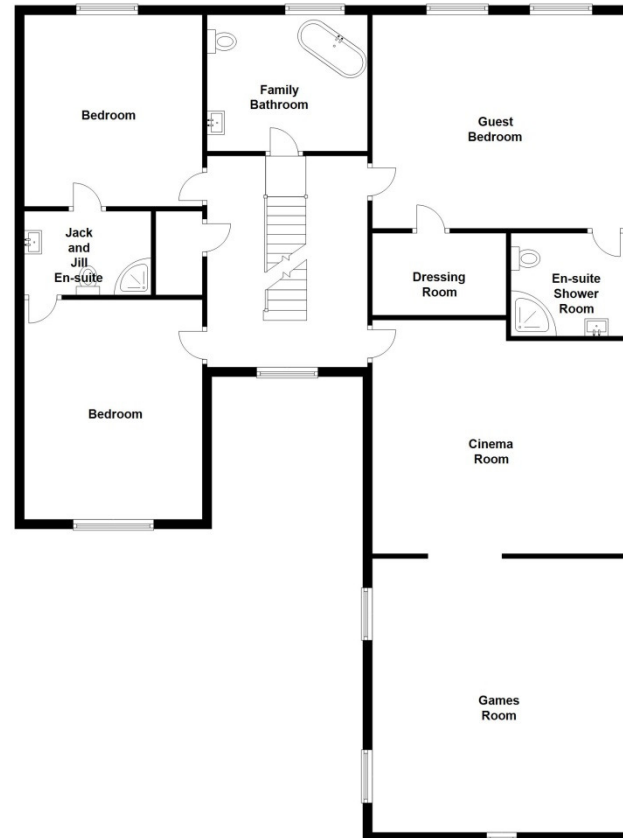 Bedroom
Family
Bathroom
Guest
Bedroom
Jack
and
Jill
En-suite
Dressing
Room
En-suite
Shower
Room
Bedroom
Cinema
Room
Games
Room